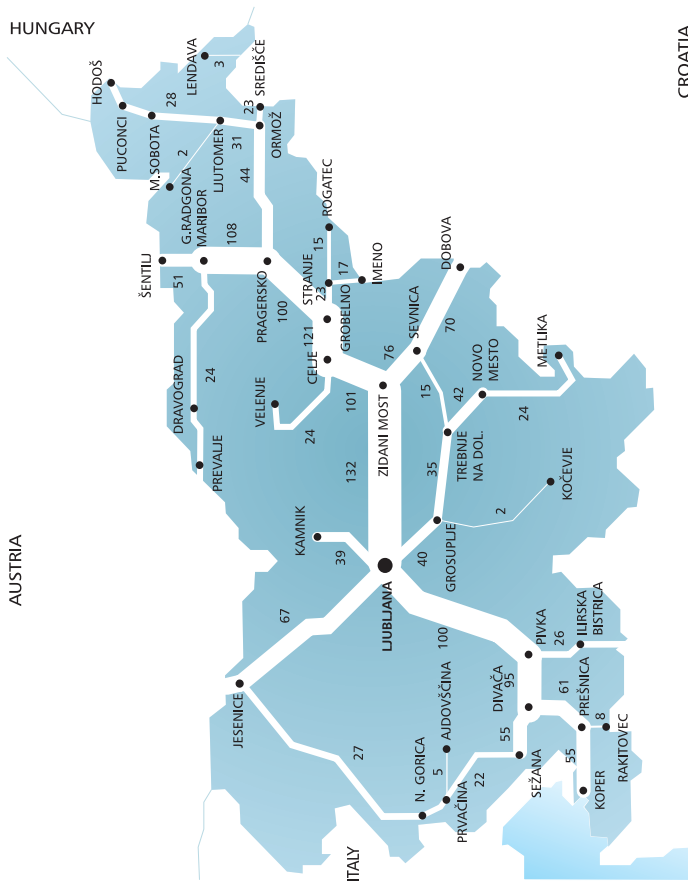 HUNGARY
CROATIA
AUSTRIA
ITALY
HODOŠ
PUCONCI
M.SOBOTA
28
LENDAVA
3
SREDIŠČE
23
ORMOŽ
LJUTOMER
31
2
G.RADGONA
44
MARIBOR
108
ŠENTILJ
51
PRAGERSKO
100
ROGATEC
15
STRANJE
17
IMENO
23
GROBELNO
121
CELJE
DOBOVA
70
SEVNICA
76
DRAVOGRAD
24
PREVALJE
VELENJE
24
101
ZIDANI MOST
132
15
METLIKA
24
NOVO
MESTO
42
TREBNJE
NA DOL.
35
KOČEVJE
2
GROSUPLJE
40
KAMNIK
39
LJUBLJANA
67
JESENICE
100
PIVKA
26
ILIRSKA
BISTRICA
DIVAČA
95
61
PREŠNICA
8
RAKITOVEC
55
KOPER
55
SEŽANA
22
AJDOVŠČINA
5
PRVAČINA
N. GORICA
27